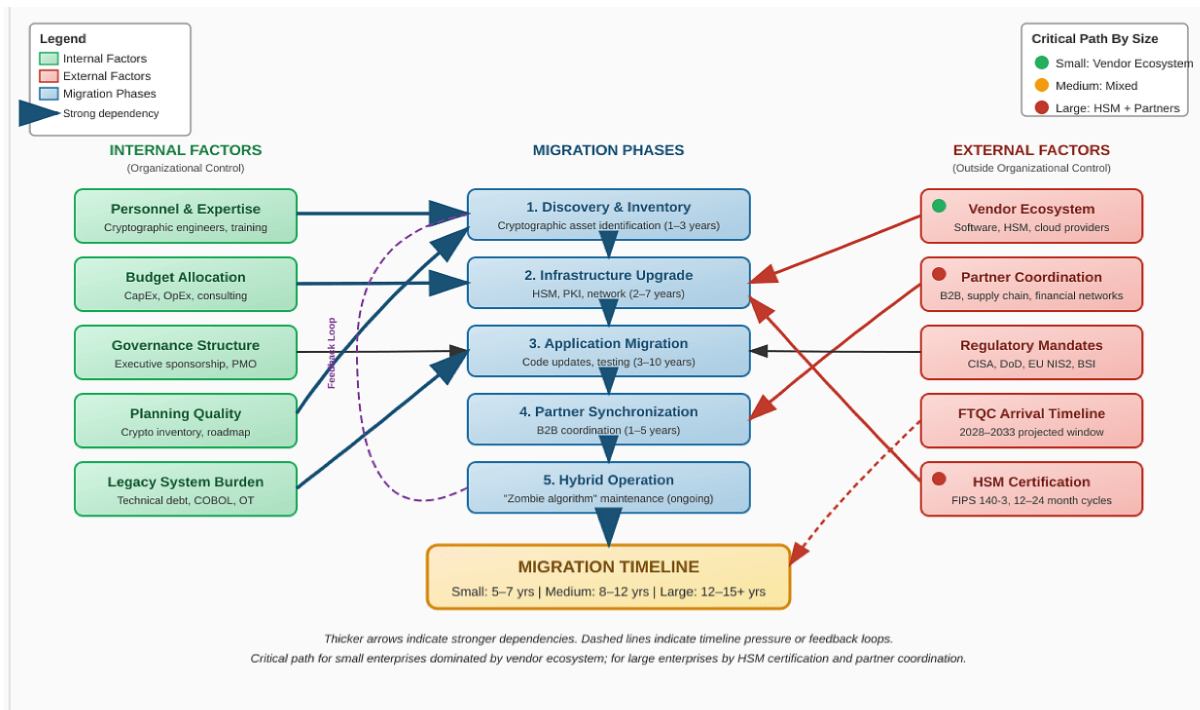 Legend
Internal Factors
External Factors
Migration Phases
Strong dependency
Critical Path By Size
Small: Vendor Ecosystem
Medium: Mixed
Large: HSM + Partners
INTERNAL FACTORS
(Organizational Control)
Personnel & Expertise
Cryptographic engineers, training
Budget Allocation
CapEx, OpEx, consulting
Governance Structure
Executive sponsorship, PMO
Planning Quality
Crypto inventory, roadmap
Legacy System Burden
Technical debt, COBOL, OT
Feedback Loop
MIGRATION PHASES
1. Discovery & Inventory
Cryptographic asset identification (1–3 years)
2. Infrastructure Upgrade
HSM, PKI, network (2–7 years)
3. Application Migration
Code updates, testing (3–10 years)
4. Partner Synchronization
B2B coordination (1–5 years)
5. Hybrid Operation
"Zombie algorithm" maintenance (ongoing)
EXTERNAL FACTORS
(Outside Organizational Control)
Vendor Ecosystem
Software, HSM, cloud providers
Partner Coordination
B2B, supply chain, financial networks
Regulatory Mandates
CISA, DoD, EU NIS2, BSI
FTQC Arrival Timeline
2028–2033 projected window
HSM Certification
FIPS 140-3, 12–24 month cycles
MIGRATION TIMELINE
Small: 5–7 yrs | Medium: 8–12 yrs | Large: 12–15+ yrs
Thicker arrows indicate stronger dependencies. Dashed lines indicate timeline pressure or feedback loops.
Critical path for small enterprises dominated by vendor ecosystem; for large enterprises by HSM certification and partner coordination.